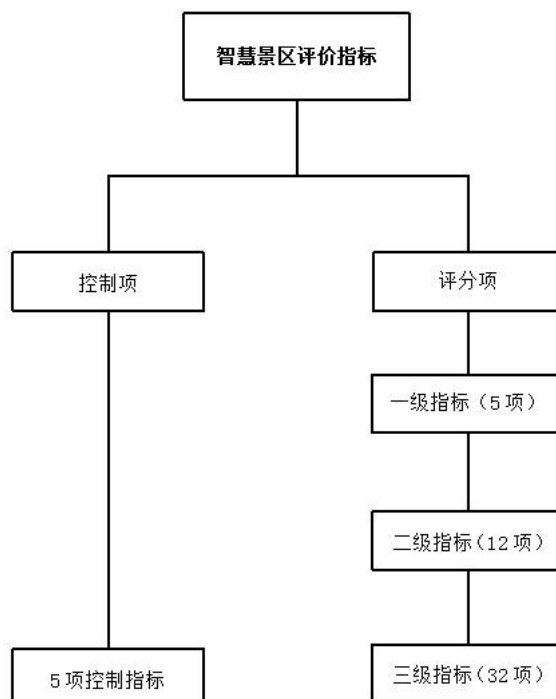 智慧景区评价指标
控制项
评分项
一级指标（5项）
二级指标（12项）
5项控制指标
三级指标（32项）